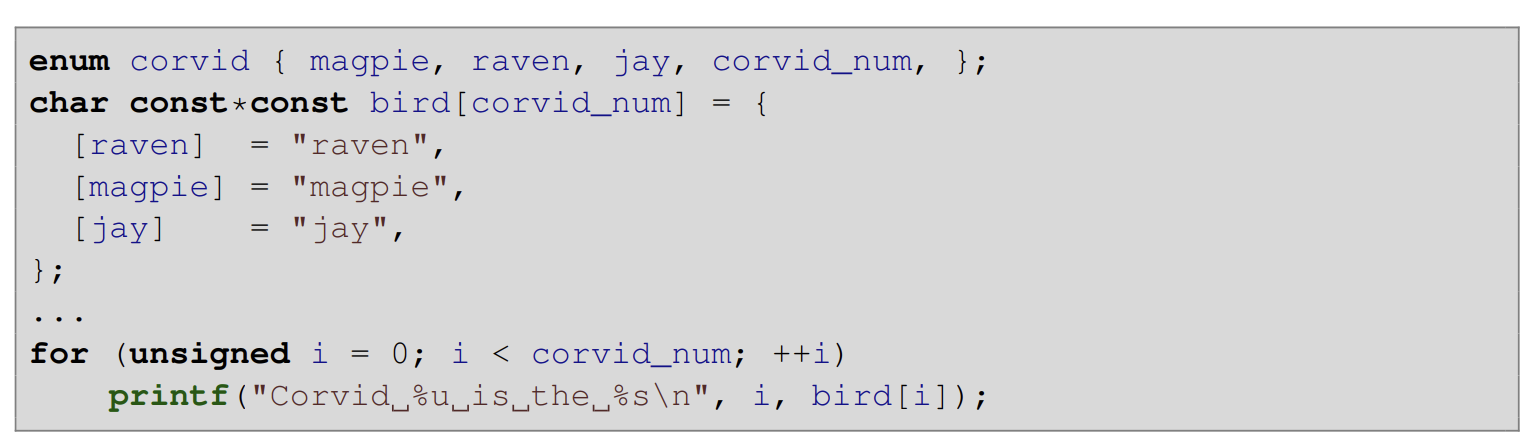 enum corvid { magpie, raven, jay, corvid_num, };
char const*const bird[corvid_num] = {
  [raven]  = "raven",
  [magpie] = "magpie",
  [jay]    = "jay",
};
...
for (unsigned i = 0; i < corvid_num; ++i)
    printf("Corvid␣%u␣is␣the␣%s\n", i, bird[i]);